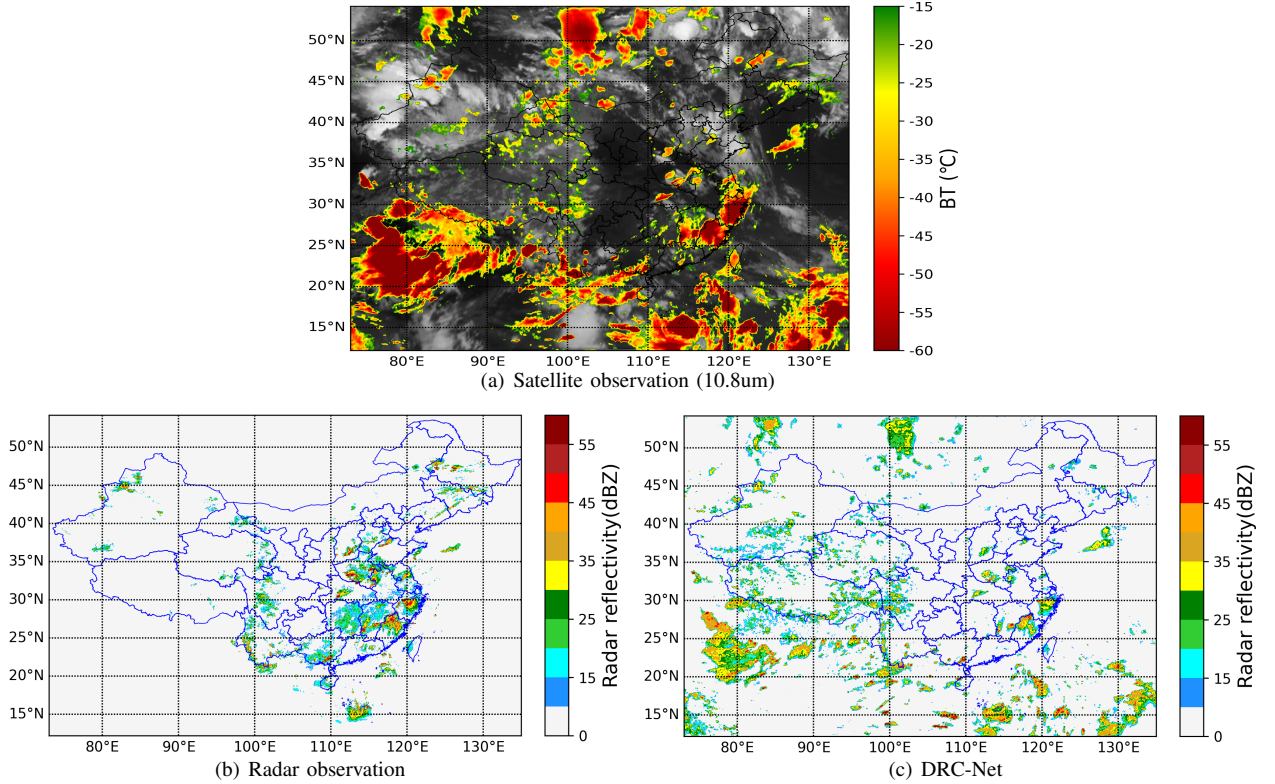 50°N
45°N
40°N
35°N
30°N
25°N
20°N
15°N
80°E 90°E 100°E 110°E 120°E 130°E
-15
-20
-25
-30
-35
-40
-45
-50
-55
-60
BT (℃)
(a) Satellite observation (10.8um)
50°N
45°N
40°N
35°N
30°N
25°N
20°N
15°N
80°E 90°E 100°E 110°E 120°E 130°E
55
45
35
25
15
0
Radar reflectivity(dBZ)
(b) Radar observation
50°N
45°N
40°N
35°N
30°N
25°N
20°N
15°N
80°E 90°E 100°E 110°E 120°E 130°E
55
45
35
25
15
0
Radar reflectivity(dBZ)
(c) DRC-Net